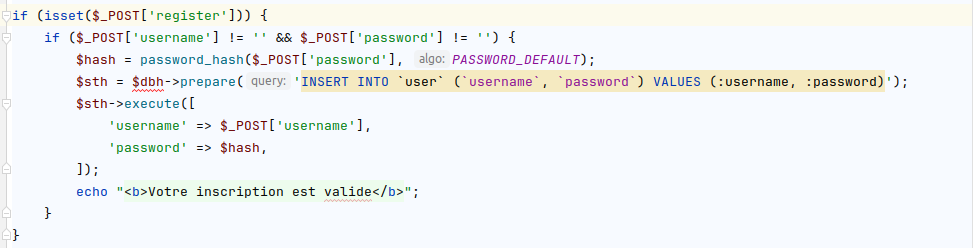 if (isset($_POST['register'])) {
    if ($_POST['username'] != '' && $_POST['password'] != '') {
        $hash = password_hash($_POST['password'], algo: PASSWORD_DEFAULT);
        $sth = $dbh->prepare( query: 'INSERT INTO `user` (`username`, `password`) VALUES (:username, :password)');
        $sth->execute([
            'username' => $_POST['username'],
            'password' => $hash,
        ]);
        echo "<b>Votre inscription est valide</b>";
    }
}